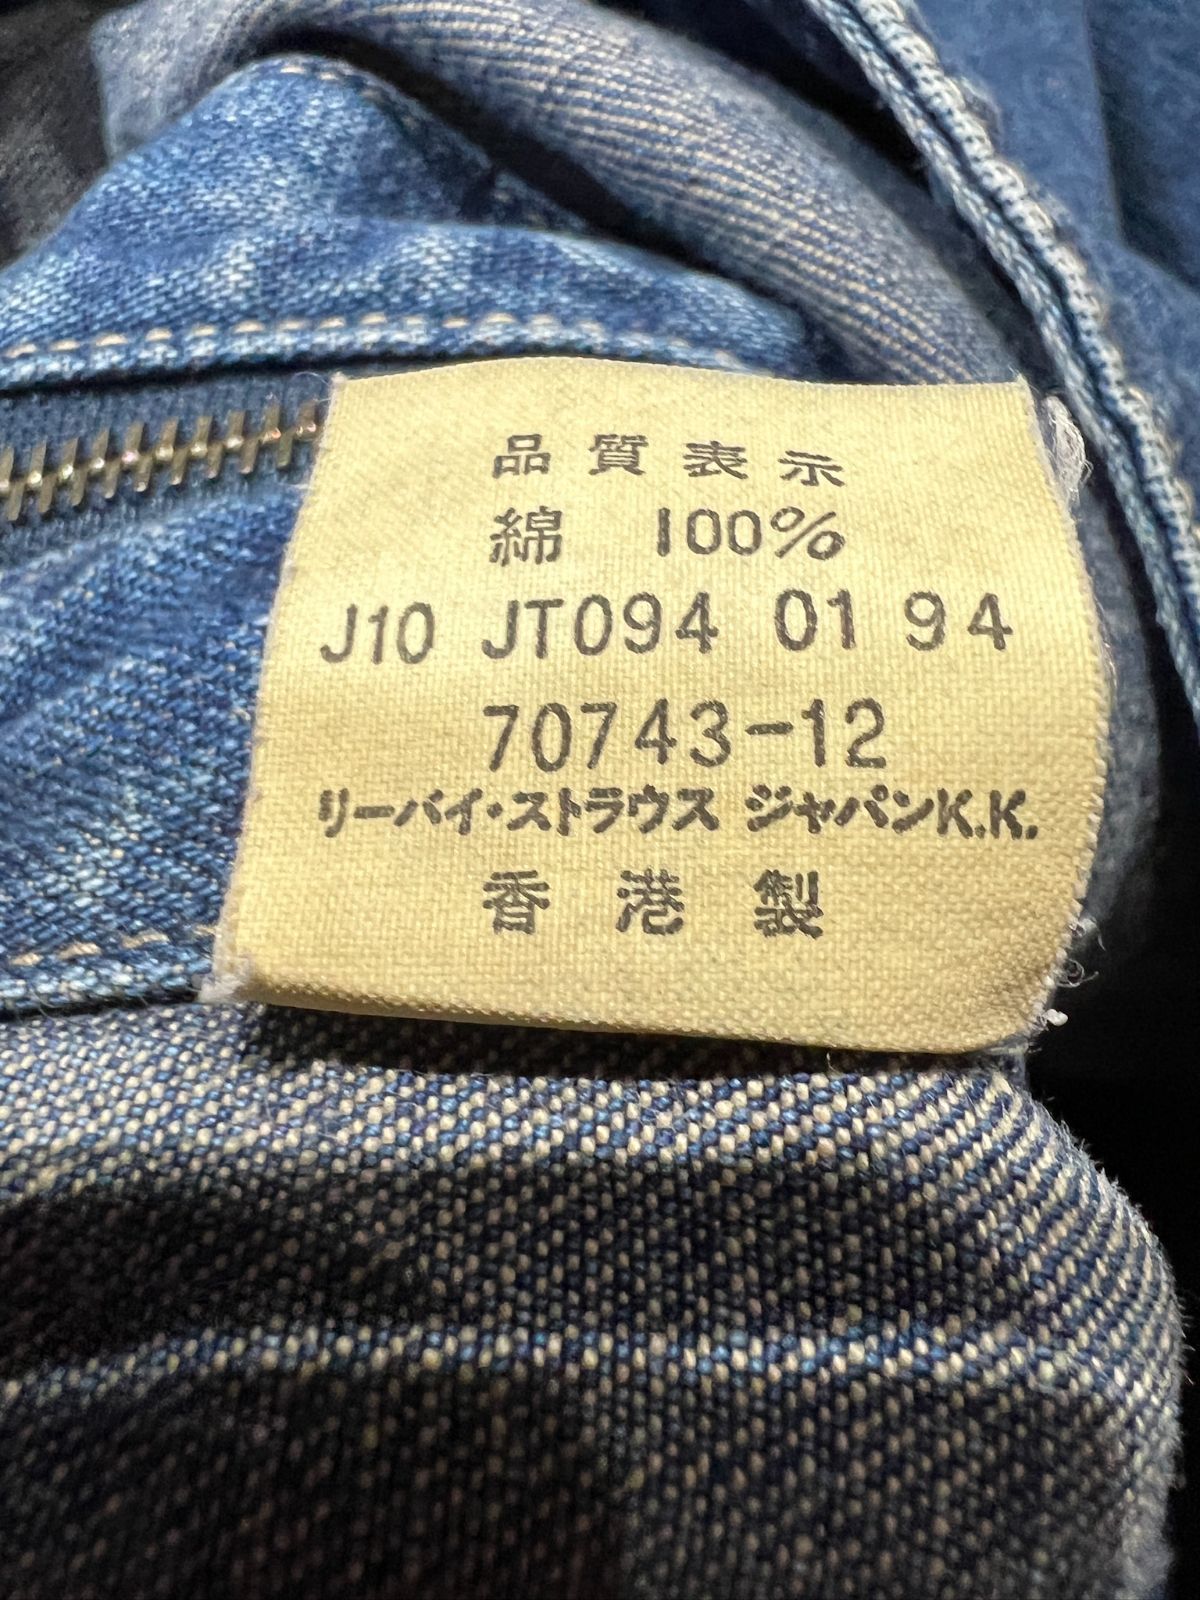 品質表示
綿 100%
J10 JT094 01 94
70743-12
リーバイ・ストラウス ジャパンK.K.
香港製